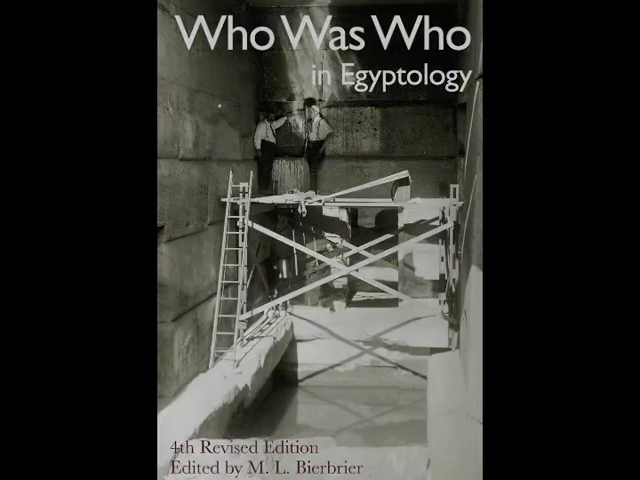 Who Was Who
in Egyptology
4th Revised Edition
Edited by M. L. Bierbrier